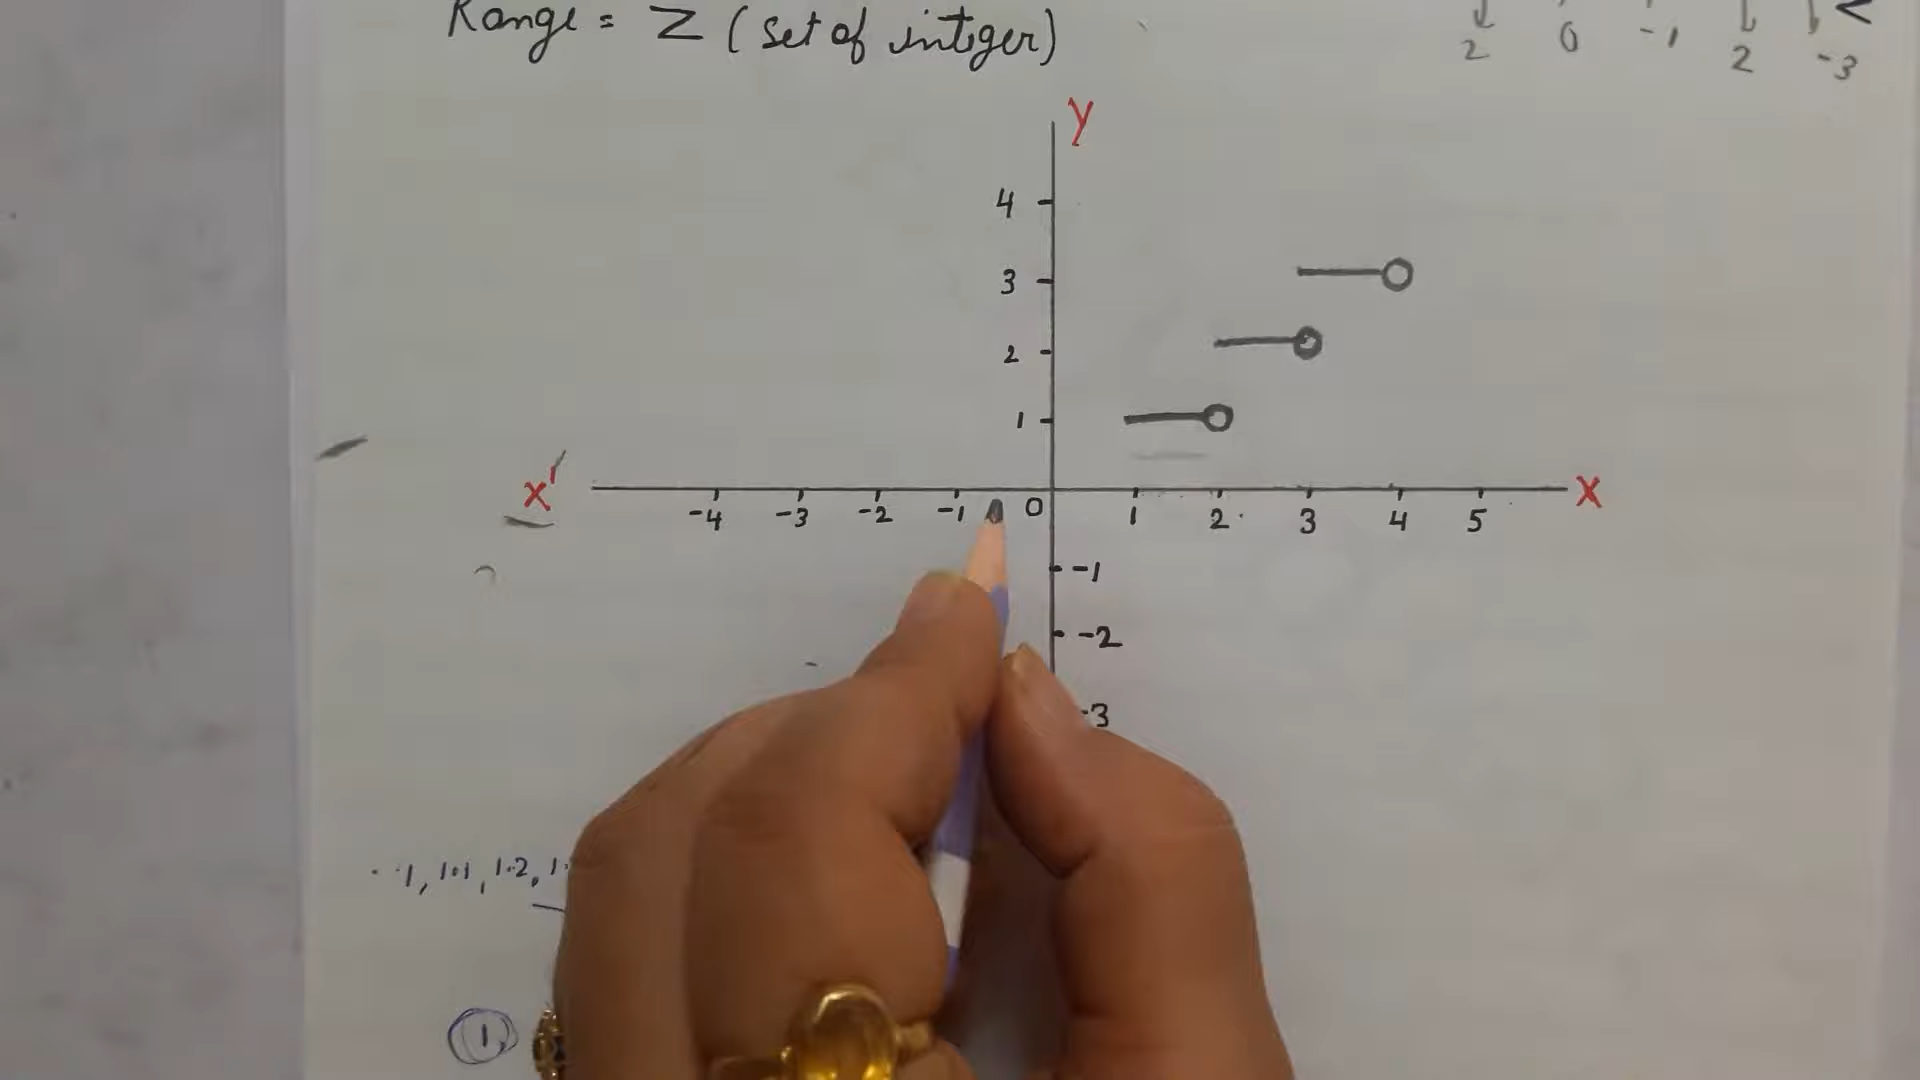 Range = Z (set of integer)
2 0 -1 2 -3
y
4
3
2
1
x' -4 -3 -2 -1 0 1 2 3 4 5 x
-1
-2
-3
1, 1.1, 1.2, 1.
1